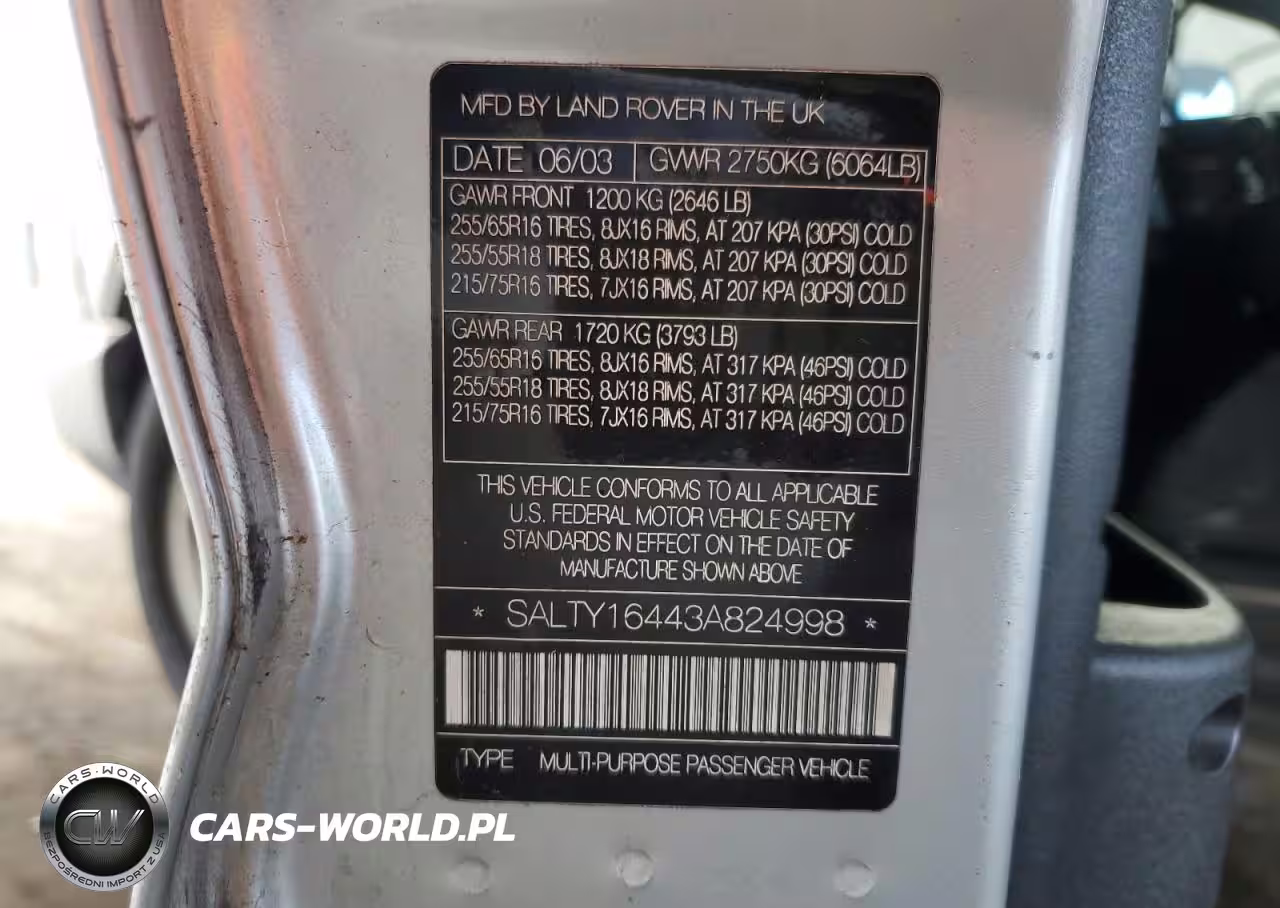 MFD BY LAND ROVER IN THE UK
DATE 06/03 GVWR 2750KG (6064LB)
GAWR FRONT 1200 KG (2646 LB)
255/65R16 TIRES, 8JX16 RIMS, AT 207 KPA (30PSI) COLD
255/55R18 TIRES, 8JX18 RIMS, AT 207 KPA (30PSI) COLD
215/75R16 TIRES, 7JX16 RIMS, AT 207 KPA (30PSI) COLD
GAWR REAR 1720 KG (3793 LB)
255/65R16 TIRES, 8JX16 RIMS, AT 317 KPA (46PSI) COLD
255/55R18 TIRES, 8JX18 RIMS, AT 317 KPA (46PSI) COLD
215/75R16 TIRES, 7JX16 RIMS, AT 317 KPA (46PSI) COLD
THIS VEHICLE CONFORMS TO ALL APPLICABLE
U.S. FEDERAL MOTOR VEHICLE SAFETY
STANDARDS IN EFFECT ON THE DATE OF
MANUFACTURE SHOWN ABOVE
* SALTY16443A824998 *
TYPE MULTI-PURPOSE PASSENGER VEHICLE
CARS-WORLD
CW
BEZPOŚREDNI IMPORT Z USA
CARS-WORLD.PL